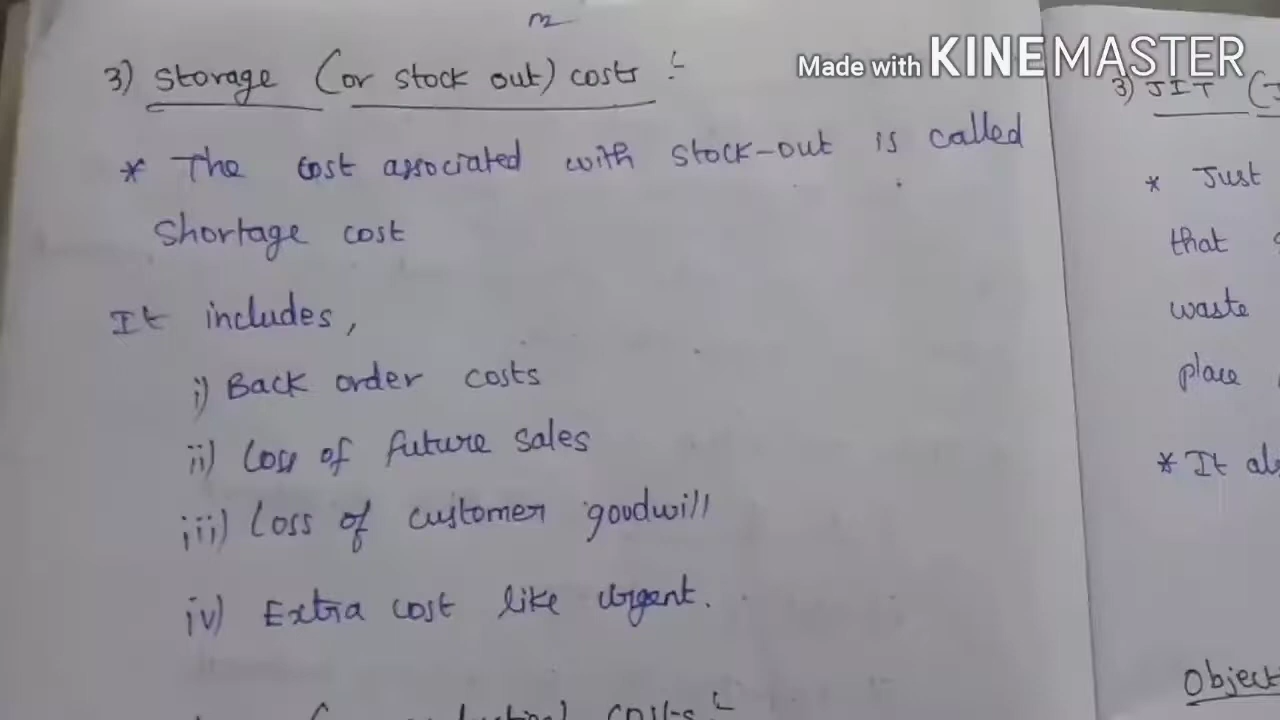 Made with KINEMASTER
3) Storage (or stock out) costs :-
* The cost associated with stock-out is called
Shortage cost
It includes,
i) Back order costs
ii) Loss of future sales
iii) Loss of customer goodwill
iv) Extra cost like urgent.
costs :-
3) JIT (
* Just
that
waste
place
* It
Object